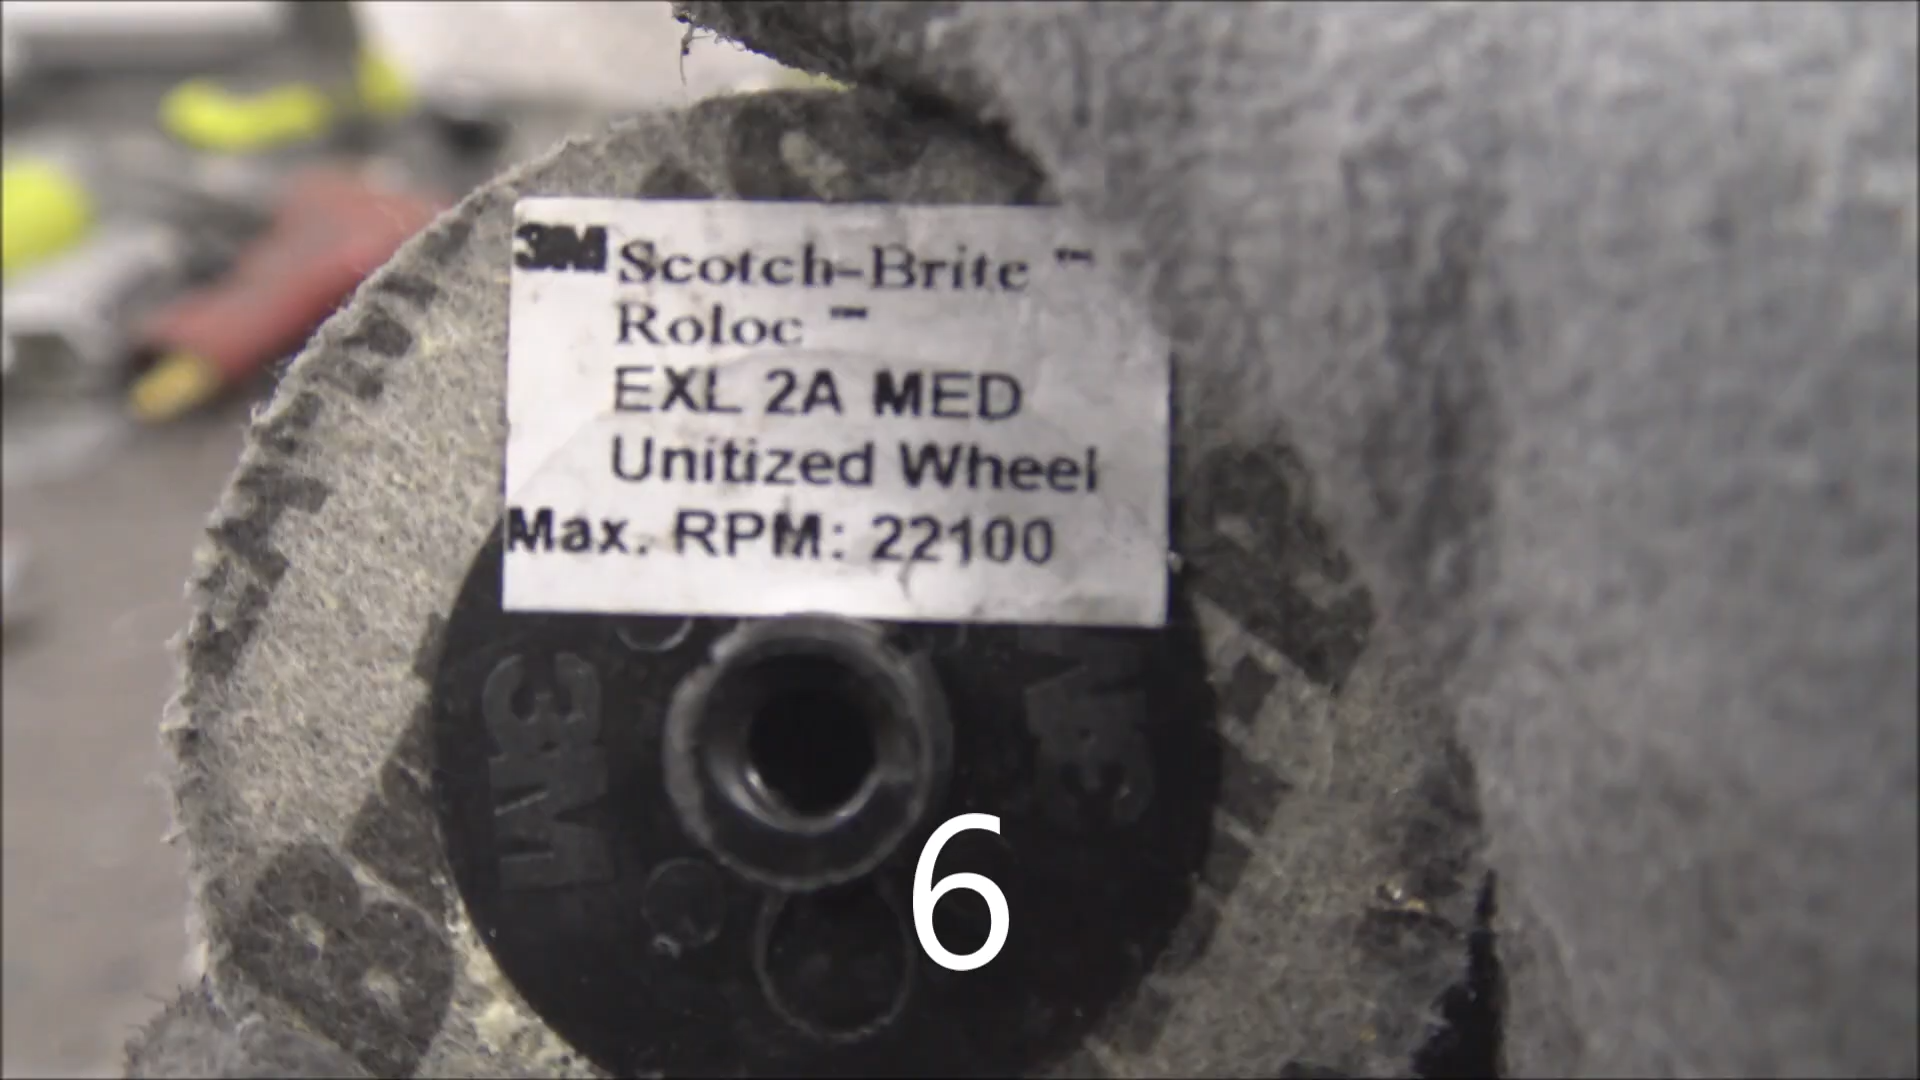 3M Scotch-Brite™
Roloc™
EXL 2A MED
Unitized Wheel
Max. RPM: 22100
3M
3M
6